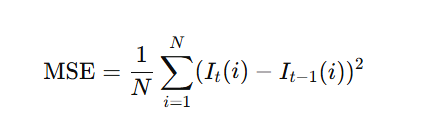 MSE = \frac{1}{N} \sum_{i=1}^{N} (I_t(i) − I_{t−1}(i))^2